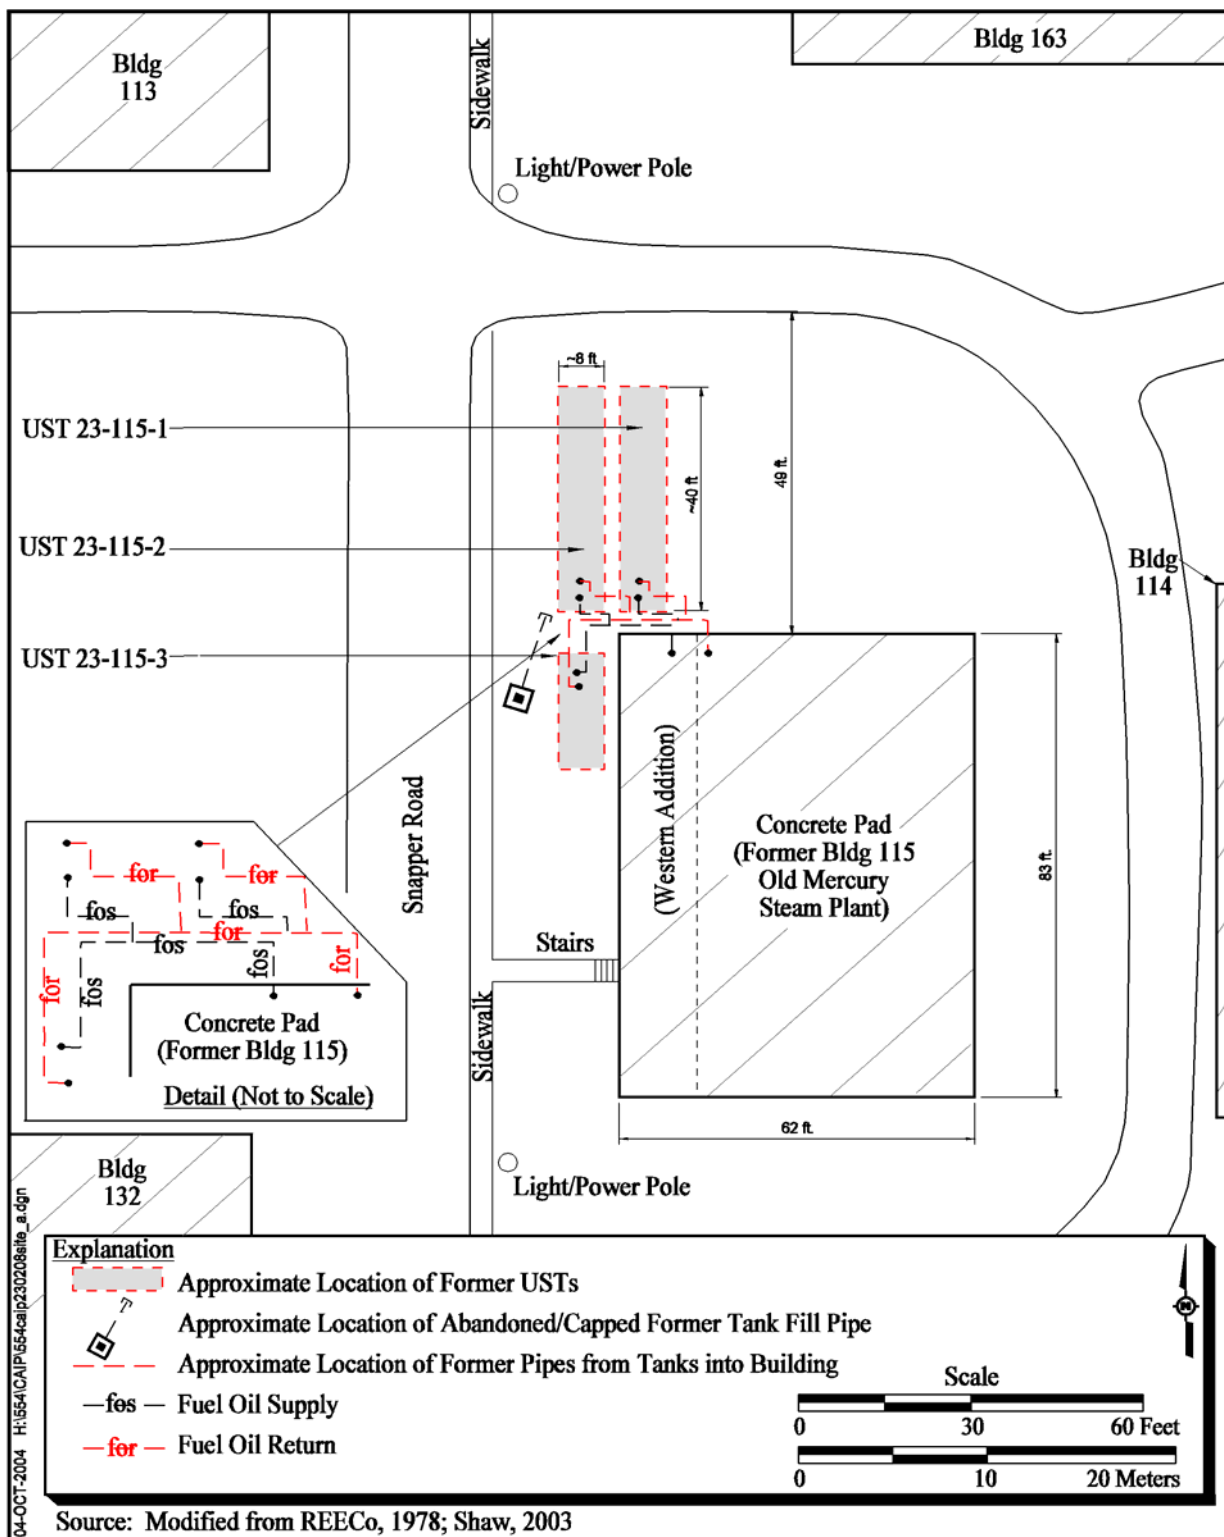 Bldg
113
Sidewalk
Bldg 163
Light/Power Pole
~8 ft.
UST 23-115-1
~40 ft.
49 ft.
UST 23-115-2
Bldg
114
T
UST 23-115-3
Snapper Road
(Western Addition)
Concrete Pad
(Former Bldg 115
Old Mercury
Steam Plant)
83 ft.
for
for
fos
fos
for
fos
fos
for
for
fos
Stairs
Concrete Pad
(Former Bldg 115)
Detail (Not to Scale)
Sidewalk
62 ft.
Bldg
132
Light/Power Pole
04-OCT-2004 H:\554\CAIP\554caip230208site_a.dgn
Explanation
Approximate Location of Former USTs
T
Approximate Location of Abandoned/Capped Former Tank Fill Pipe
N
Approximate Location of Former Pipes from Tanks into Building
Scale
fos Fuel Oil Supply
0 30 60 Feet
for Fuel Oil Return
0 10 20 Meters
Source: Modified from REECo, 1978; Shaw, 2003